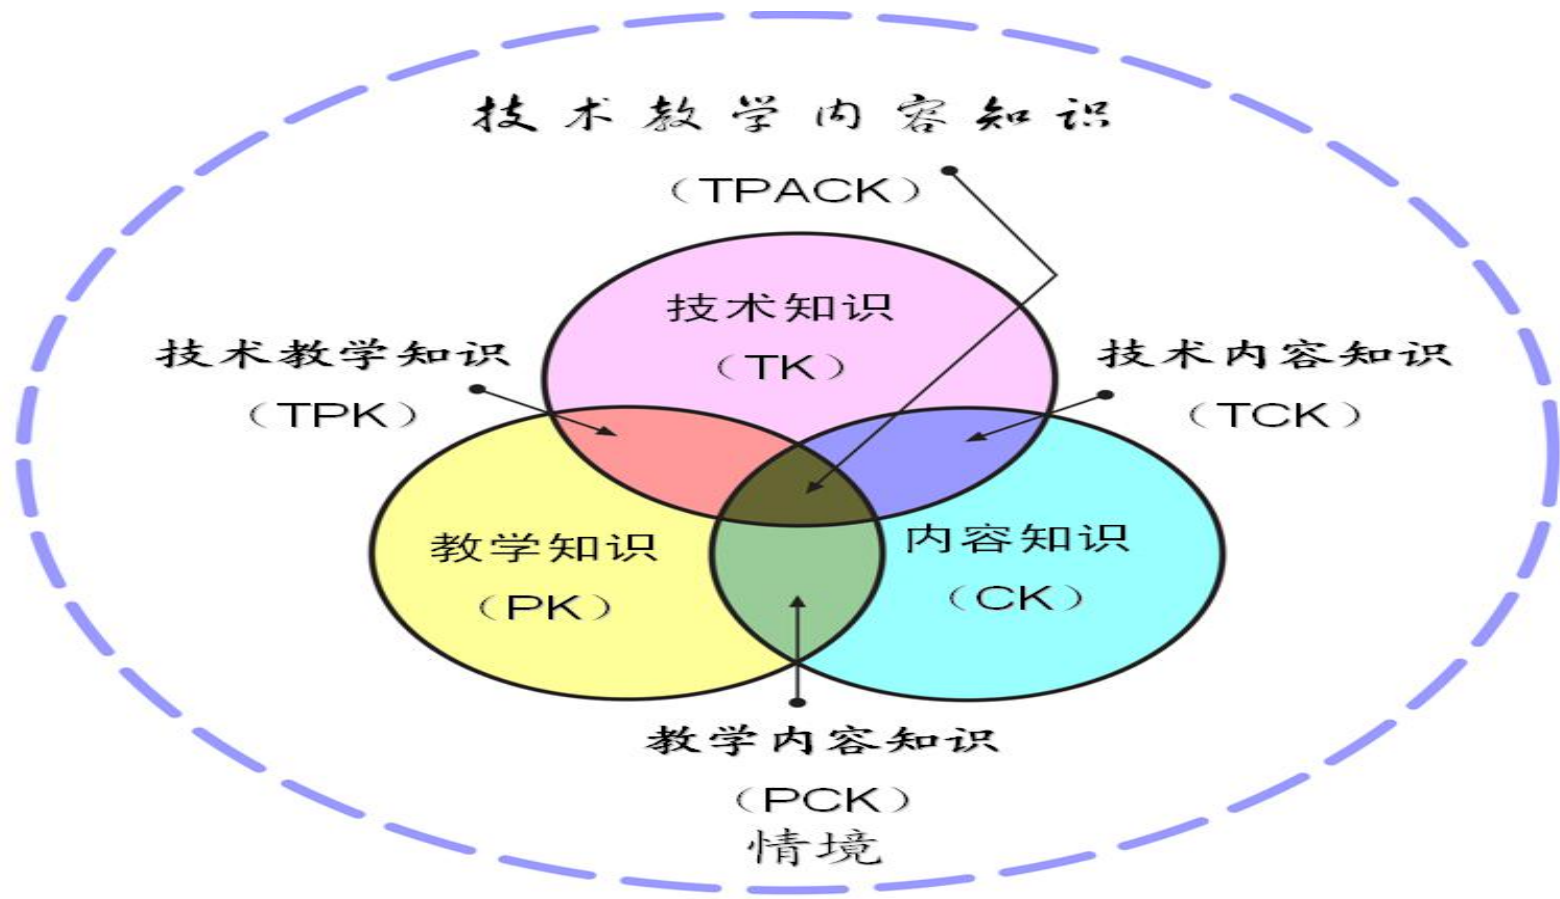 技术教学内容知识
（TPACK）
技术知识
（TK）
技术教学知识
（TPK）
技术内容知识
（TCK）
教学知识
（PK）
内容知识
（CK）
教学内容知识
（PCK）
情境